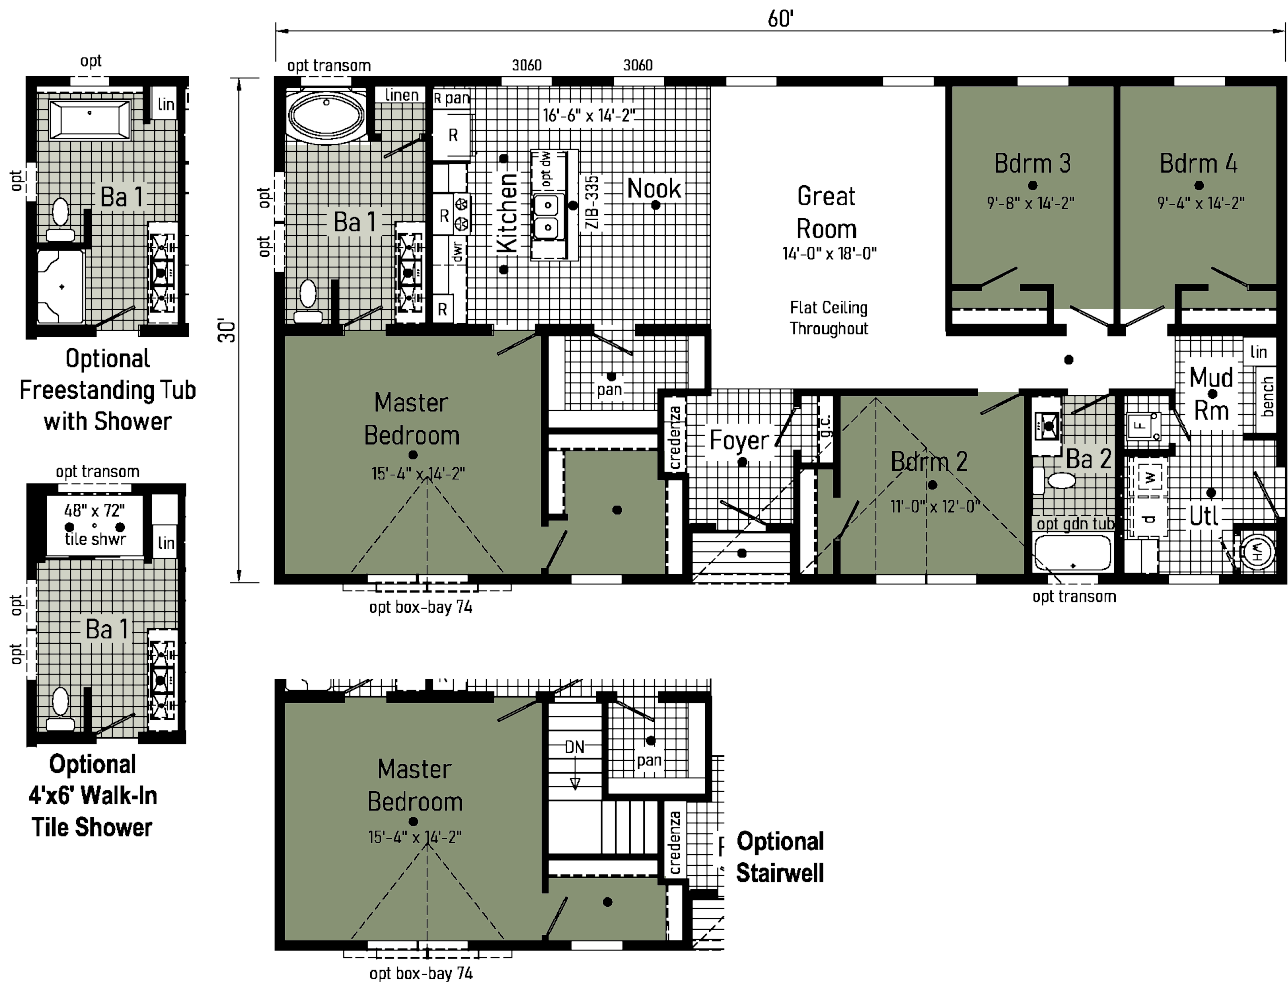 60'
opt
lin
opt
Ba 1
Optional
Freestanding Tub
with Shower
opt transom
48" x 72"
tile shwr
lin
opt
opt
Ba 1
Optional
4'x6' Walk-In
Tile Shower
30'
opt transom
linen
opt
opt
Ba 1
3060
3060
R pan
R
R
dwr
R
16'-6" x 14'-2"
Kitchen
opt dw
ZIB-335
Nook
Great
Room
14'-0" x 18'-0"
Flat Ceiling
Throughout
Bdrm 3
9'-8" x 14'-2"
Bdrm 4
9'-4" x 14'-2"
Master
Bedroom
15'-4" x 14'-2"
opt box-bay 74
pan
credenza
Foyer
g.c.
Bdrm 2
11'-0" x 12'-0"
Ba 2
opt gdn tub
opt transom
Mud
Rm
lin
bench
F
W
d
Utl
WH
Master
Bedroom
15'-4" x 14'-2"
opt box-bay 74
DN
pan
credenza
Optional
Stairwell